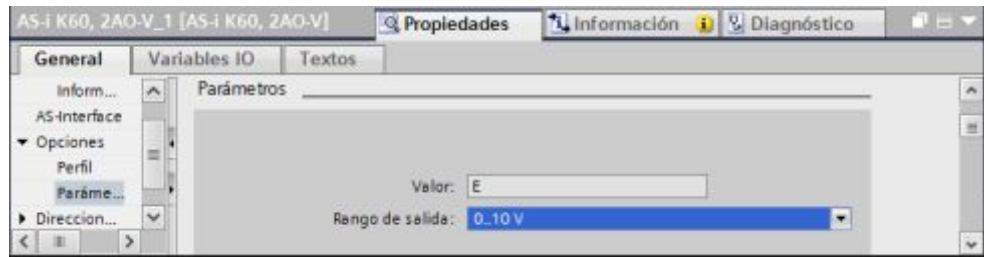 AS-i K60, 2AO-V_1 [AS-i K60, 2AO-V]
Propiedades
Información
Diagnóstico
General
Variables IO
Textos
Inform...
AS-Interface
Opciones
Perfil
Paráme...
Direccion...
Parámetros
Valor: E
Rango de salida: 0..10 V